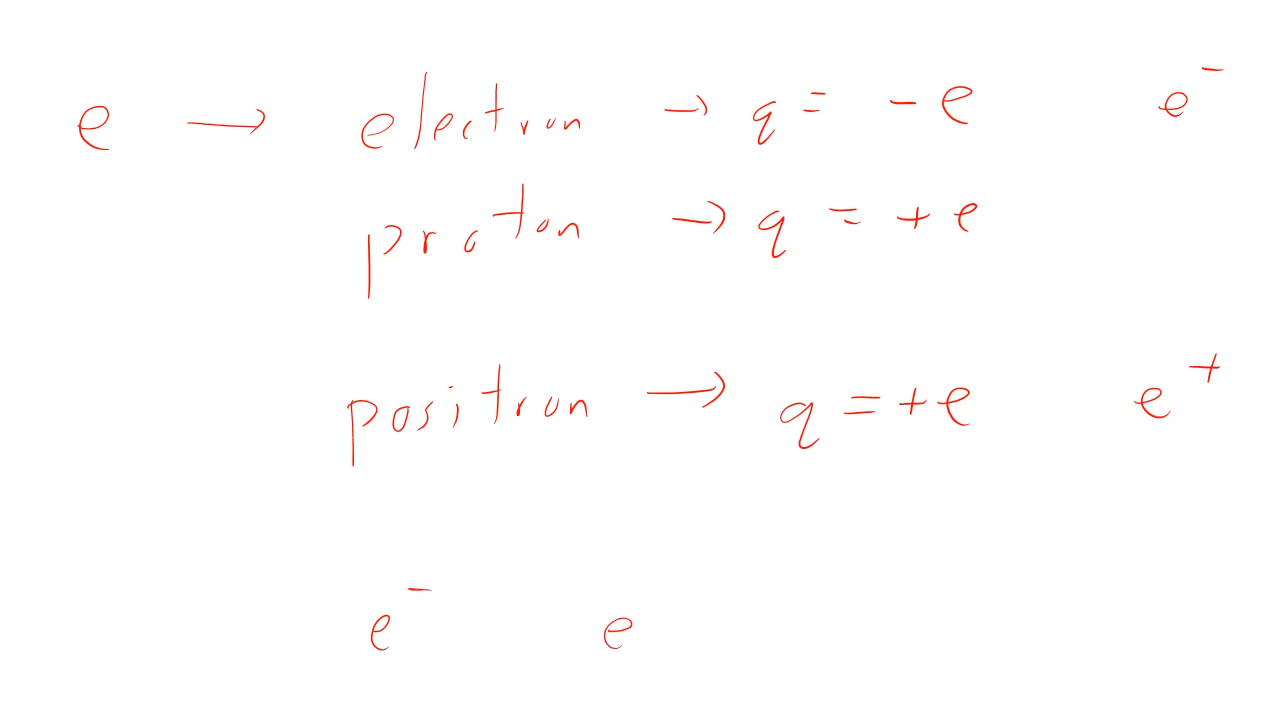 e → electron → q = - e e⁻
proton → q = + e
positron → q = + e e⁺
e⁻ e